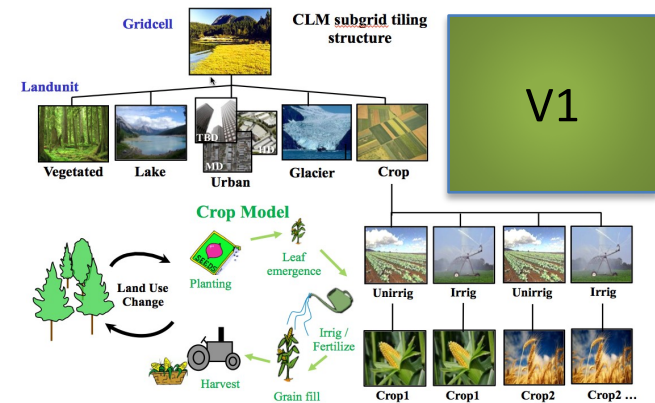 Gridcell
CLM subgrid tiling
structure
V1
Landunit
TBD
HD
MD
Vegetated
Lake
Urban
Glacier
Crop
Crop Model
SEEDS
Planting
Leaf
emergence
Land Use
Change
Irrig /
Fertilize
Harvest
Grain fill
Unirrig
Irrig
Unirrig
Irrig
Crop1
Crop1
Crop2
Crop2 ...